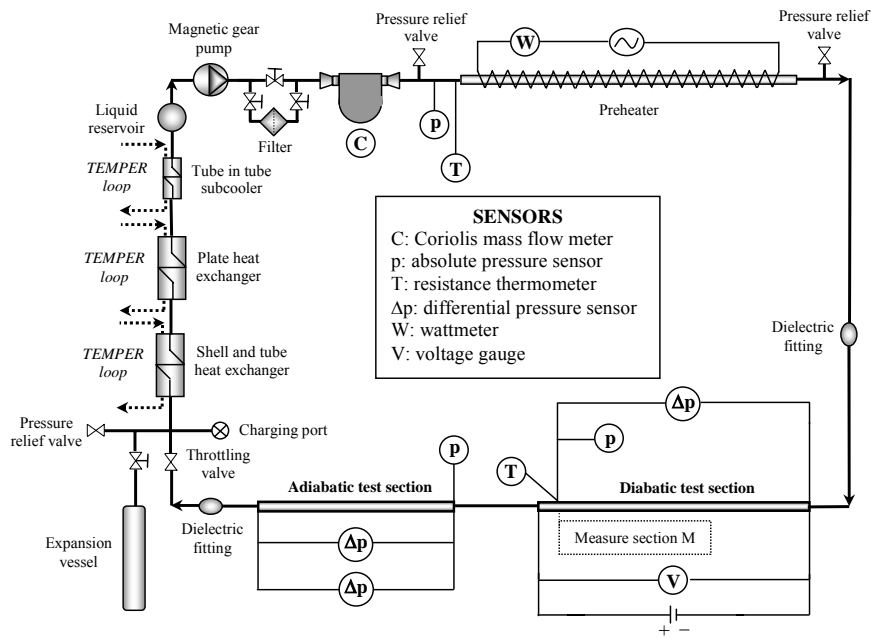 Pressure relief
valve
Pressure relief
valve
Magnetic gear
pump
W
Preheater
Liquid
reservoir
Filter
C
p
T
TEMPER
loop
Tube in tube
subcooler
TEMPER
loop
Plate heat
exchanger
TEMPER
loop
Shell and tube
heat exchanger
SENSORS
C: Coriolis mass flow meter
p: absolute pressure sensor
T: resistance thermometer
Δp: differential pressure sensor
W: wattmeter
V: voltage gauge
Dielectric
fitting
Pressure
relief valve
Charging port
Throttling
valve
Δp
p
p
T
Adiabatic test section
Diabatic test section
Dielectric
fitting
Measure section M
Expansion
vessel
Δp
Δp
V
+ −